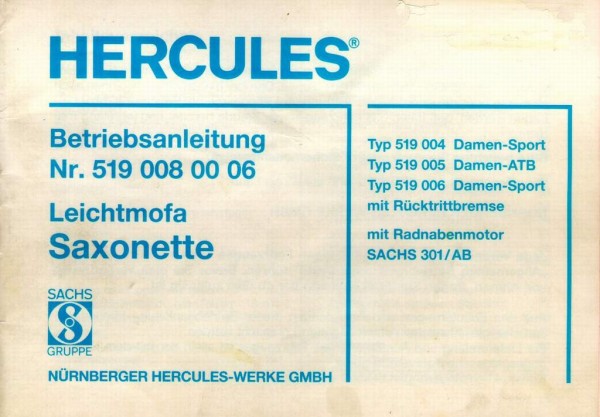 HERCULES®
Betriebsanleitung
Nr. 519 008 00 06
Leichtmofa
Saxonette
SACHS
GRUPPE
NÜRNBERGER HERCULES-WERKE GMBH
Typ 519 004 Damen-Sport
Typ 519 005 Damen-ATB
Typ 519 006 Damen-Sport
mit Rücktrittbremse
mit Radnabenmotor
SACHS 301/AB